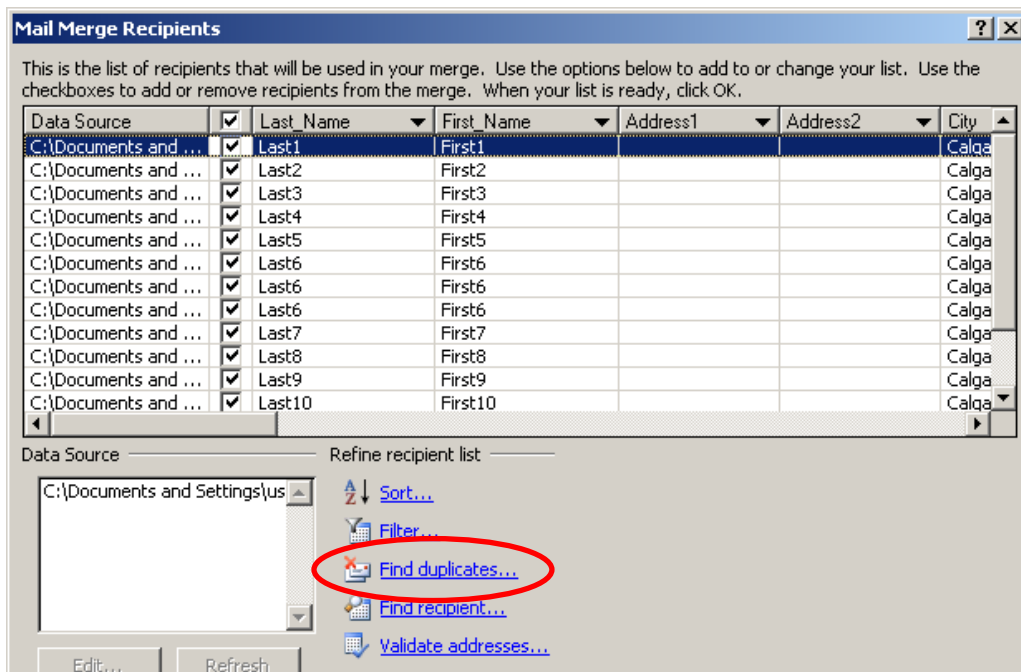 Mail Merge Recipients
This is the list of recipients that will be used in your merge. Use the options below to add to or change your list. Use the
checkboxes to add or remove recipients from the merge. When your list is ready, click OK.
Data Source Last_Name First_Name Address1 Address2 City
C:\Documents and ... Last1 First1 Calga
C:\Documents and ... Last2 First2 Calga
C:\Documents and ... Last3 First3 Calga
C:\Documents and ... Last4 First4 Calga
C:\Documents and ... Last5 First5 Calga
C:\Documents and ... Last6 First6 Calga
C:\Documents and ... Last6 First6 Calga
C:\Documents and ... Last6 First6 Calga
C:\Documents and ... Last7 First7 Calga
C:\Documents and ... Last8 First8 Calga
C:\Documents and ... Last9 First9 Calga
C:\Documents and ... Last10 First10 Calga
Data Source Refine recipient list
C:\Documents and Settings\us
Sort...
Filter...
Find duplicates...
Find recipient...
Validate addresses...
Edit... Refresh